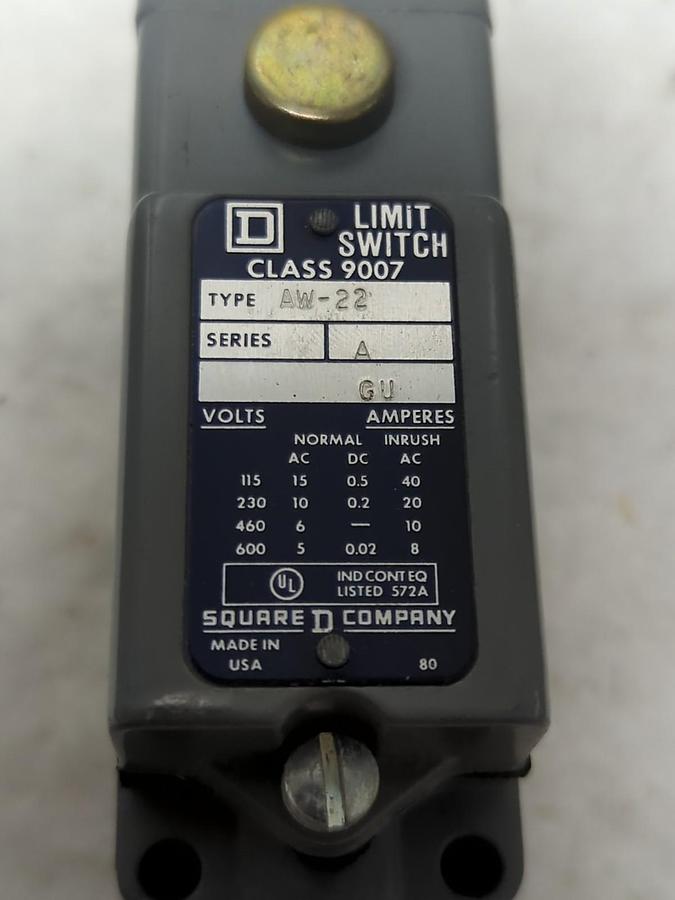 D LIMIT
SWITCH
CLASS 9007
TYPE AW-22
SERIES A
GU
VOLTS AMPERES
NORMAL INRUSH
AC DC AC
115 15 0.5 40
230 10 0.2 20
460 6 — 10
600 5 0.02 8
UL IND CONT EQ
LISTED 572A
SQUARE D COMPANY
MADE IN
USA 80